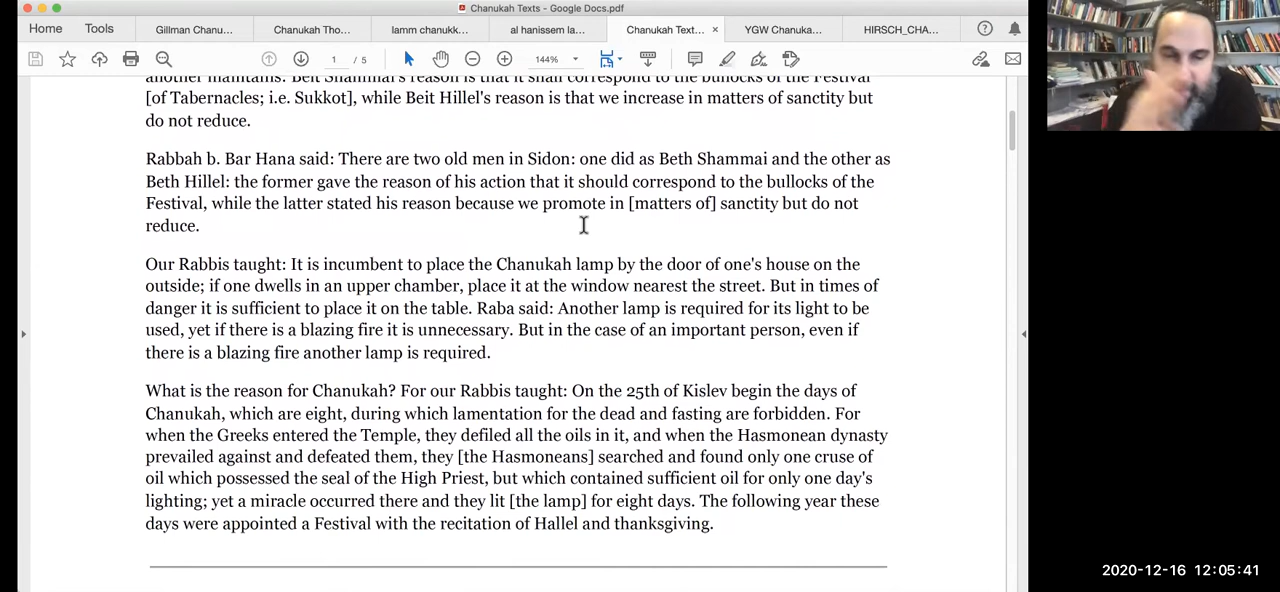 Chanukah Texts - Google Docs.pdf
Home Tools Gillman Chanu... Chanukah Tho... lamm chanukk... al hanissem la... Chanukah Text... × YGW Chanuka... HIRSCH_CHA...
1 / 5 144%
another maintains. Beit Shammai's reason is that it shall correspond to the bullocks of the Festival
[of Tabernacles; i.e. Sukkot], while Beit Hillel's reason is that we increase in matters of sanctity but
do not reduce.
Rabbah b. Bar Hana said: There are two old men in Sidon: one did as Beth Shammai and the other as
Beth Hillel: the former gave the reason of his action that it should correspond to the bullocks of the
Festival, while the latter stated his reason because we promote in [matters of] sanctity but do not
reduce.
Our Rabbis taught: It is incumbent to place the Chanukah lamp by the door of one's house on the
outside; if one dwells in an upper chamber, place it at the window nearest the street. But in times of
danger it is sufficient to place it on the table. Raba said: Another lamp is required for its light to be
used, yet if there is a blazing fire it is unnecessary. But in the case of an important person, even if
there is a blazing fire another lamp is required.
What is the reason for Chanukah? For our Rabbis taught: On the 25th of Kislev begin the days of
Chanukah, which are eight, during which lamentation for the dead and fasting are forbidden. For
when the Greeks entered the Temple, they defiled all the oils in it, and when the Hasmonean dynasty
prevailed against and defeated them, they [the Hasmoneans] searched and found only one cruse of
oil which possessed the seal of the High Priest, but which contained sufficient oil for only one day's
lighting; yet a miracle occurred there and they lit [the lamp] for eight days. The following year these
days were appointed a Festival with the recitation of Hallel and thanksgiving.
2020-12-16 12:05:41